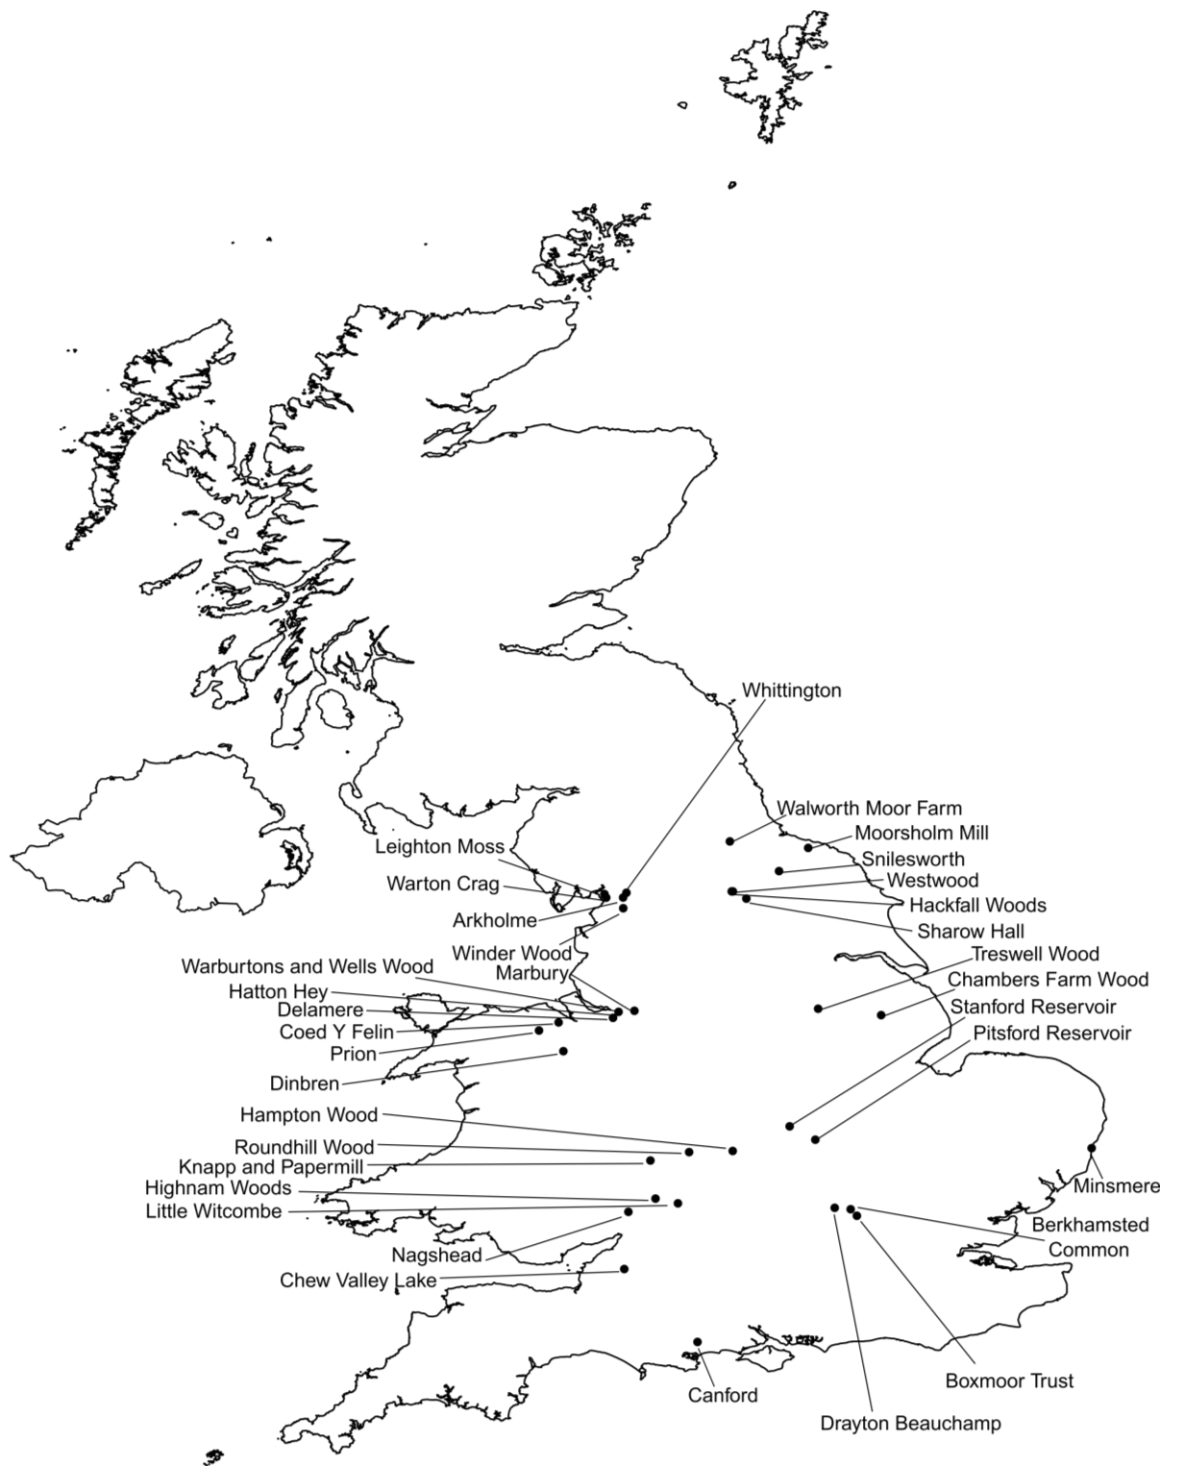 Whittington
Walworth Moor Farm
Moorsholm Mill
Leighton Moss
Snilesworth
Westwood
Warton Crag
Hackfall Woods
Arkholme
Sharow Hall
Winder Wood
Treswell Wood
Warburtons and Wells Wood
Marbury
Chambers Farm Wood
Hatton Hey
Delamere
Stanford Reservoir
Coed Y Felin
Pitsford Reservoir
Prion
Dinbren
Hampton Wood
Roundhill Wood
Knapp and Papermill
Highnam Woods
Minsmere
Little Witcombe
Berkhamsted
Common
Nagshead
Chew Valley Lake
Boxmoor Trust
Canford
Drayton Beauchamp